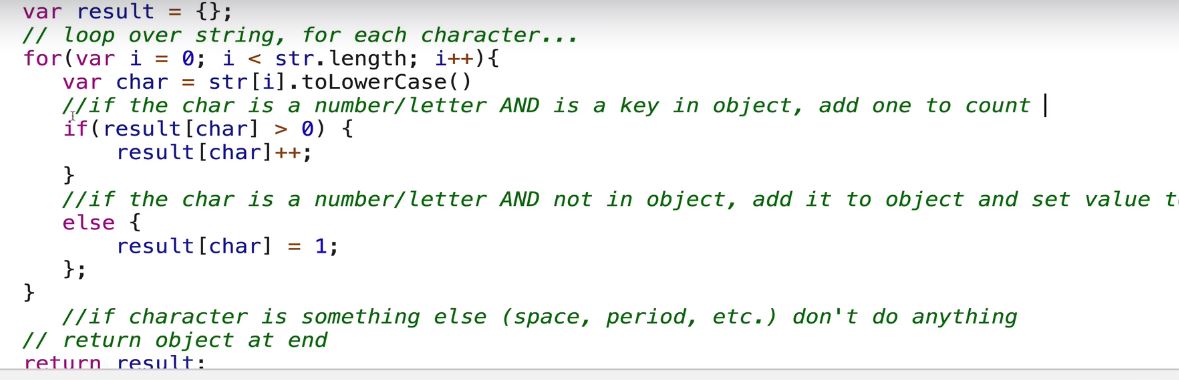 var result = {};
// loop over string, for each character...
for(var i = 0; i < str.length; i++){
var char = str[i].toLowerCase()
//if the char is a number/letter AND is a key in object, add one to count
if(result[char] > 0) {
result[char]++;
}
//if the char is a number/letter AND not in object, add it to object and set value
else {
result[char] = 1;
};
}
//if character is something else (space, period, etc.) don't do anything
// return object at end
return result;